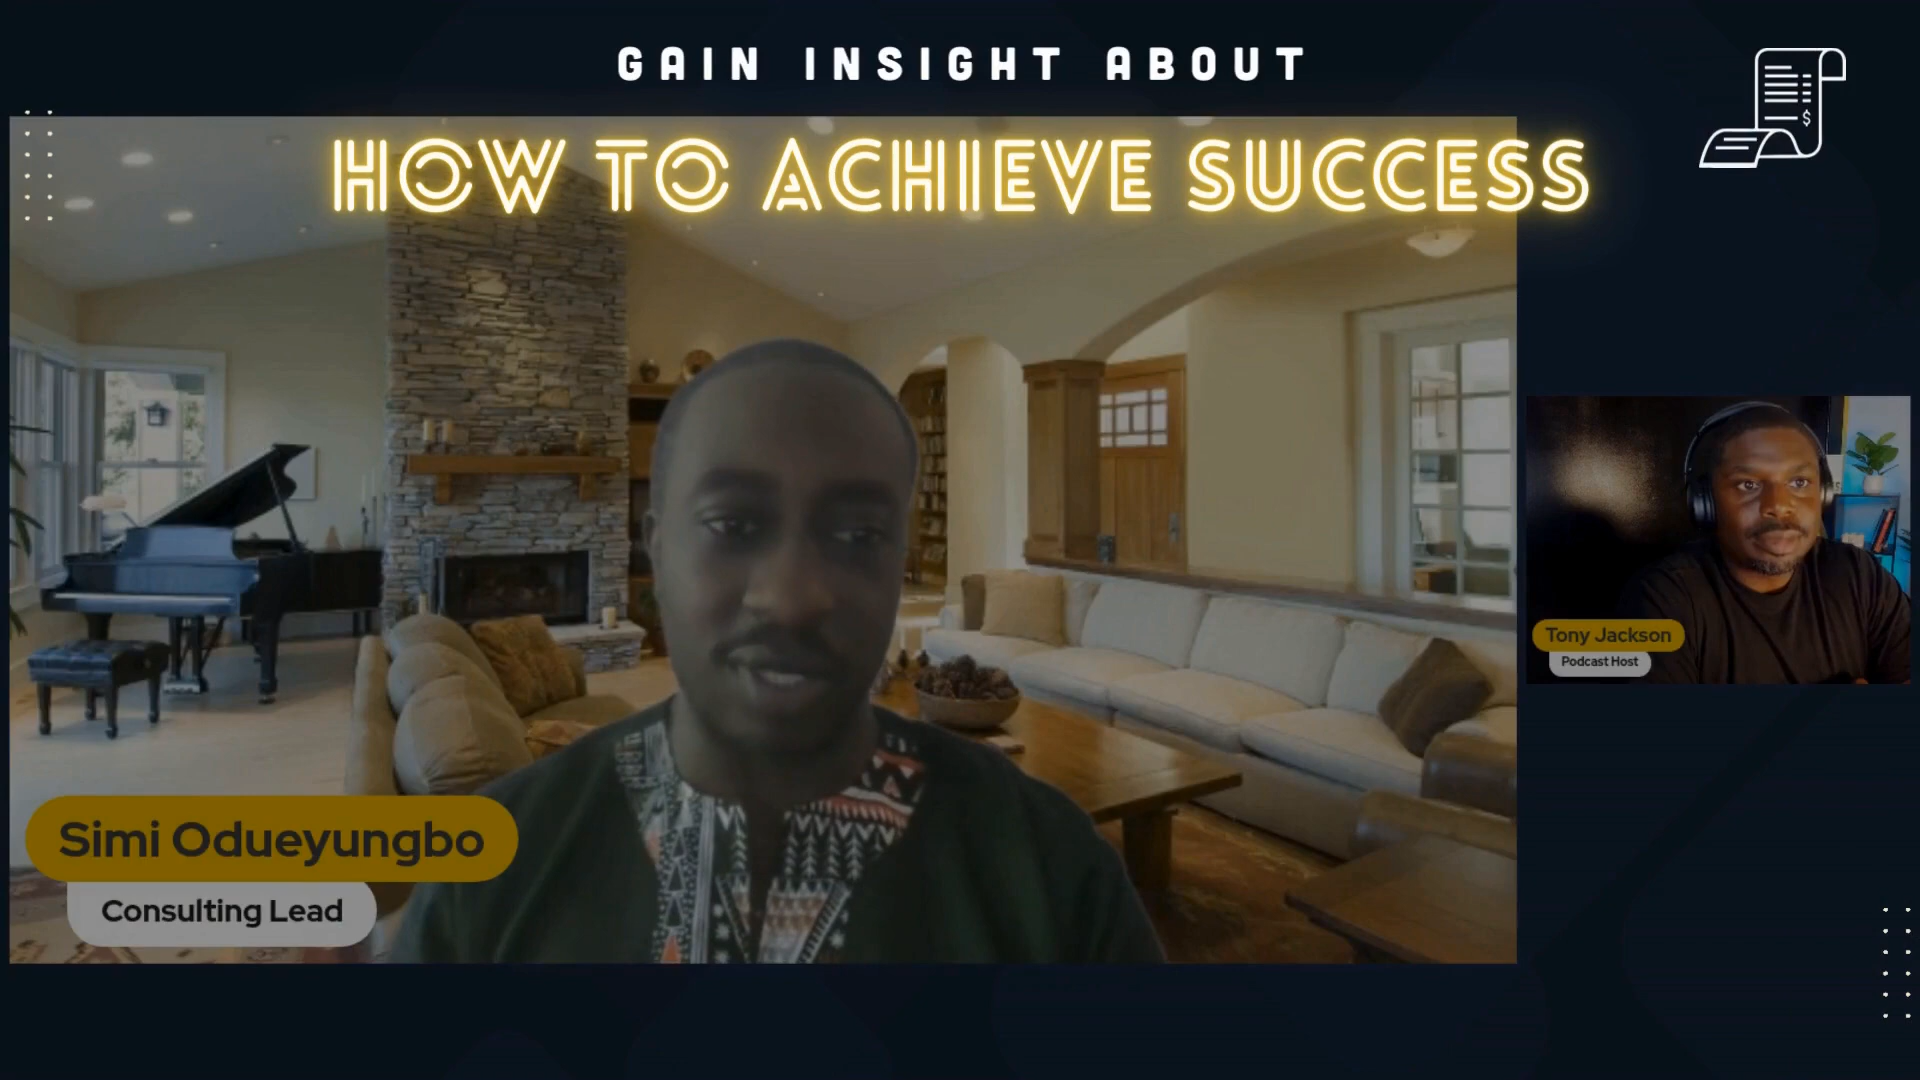 GAIN INSIGHT ABOUT
HOW TO ACHIEVE SUCCESS
$
Tony Jackson
Podcast Host
Simi Odueyungbo
Consulting Lead